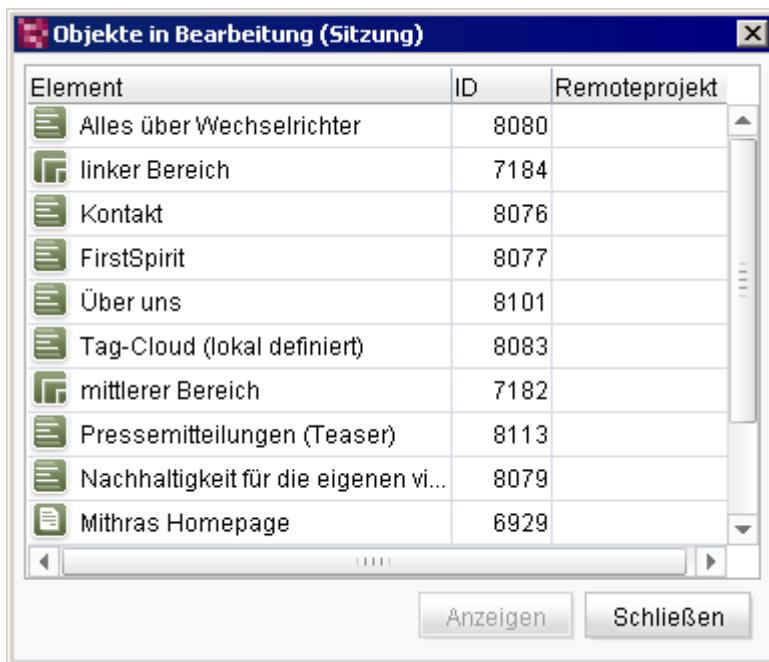 Objekte in Bearbeitung (Sitzung)
Element ID Remoteprojekt
Alles über Wechselrichter 8080
linker Bereich 7184
Kontakt 8076
FirstSpirit 8077
Über uns 8101
Tag-Cloud (lokal definiert) 8083
mittlerer Bereich 7182
Pressemitteilungen (Teaser) 8113
Nachhaltigkeit für die eigenen vi... 8079
Mithras Homepage 6929
Anzeigen Schließen